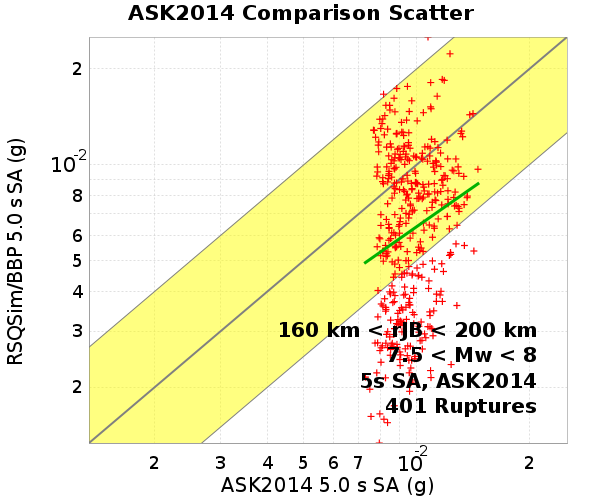 ASK2014 Comparison Scatter
RSQSim/BBP 5.0 s SA (g)
2
10-2
8
6
5
4
3
2
160 km < rJB < 200 km
7.5 < Mw < 8
5s SA, ASK2014
401 Ruptures
2 3 4 5 6 7 10-2 2
ASK2014 5.0 s SA (g)